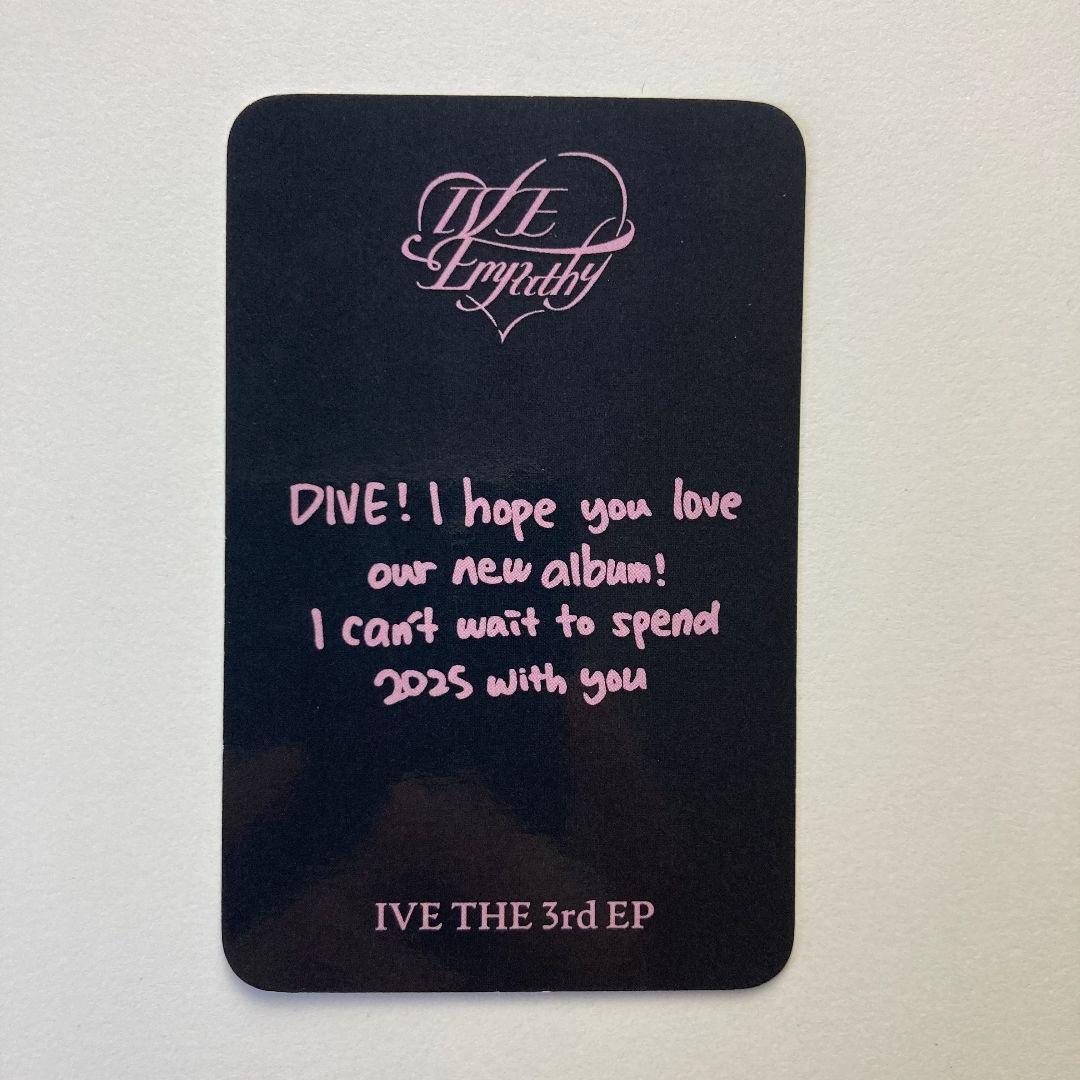 IVE
Empathy
DIVE! I hope you love
our new album!
I can't wait to spend
2025 with you
IVE THE 3rd EP